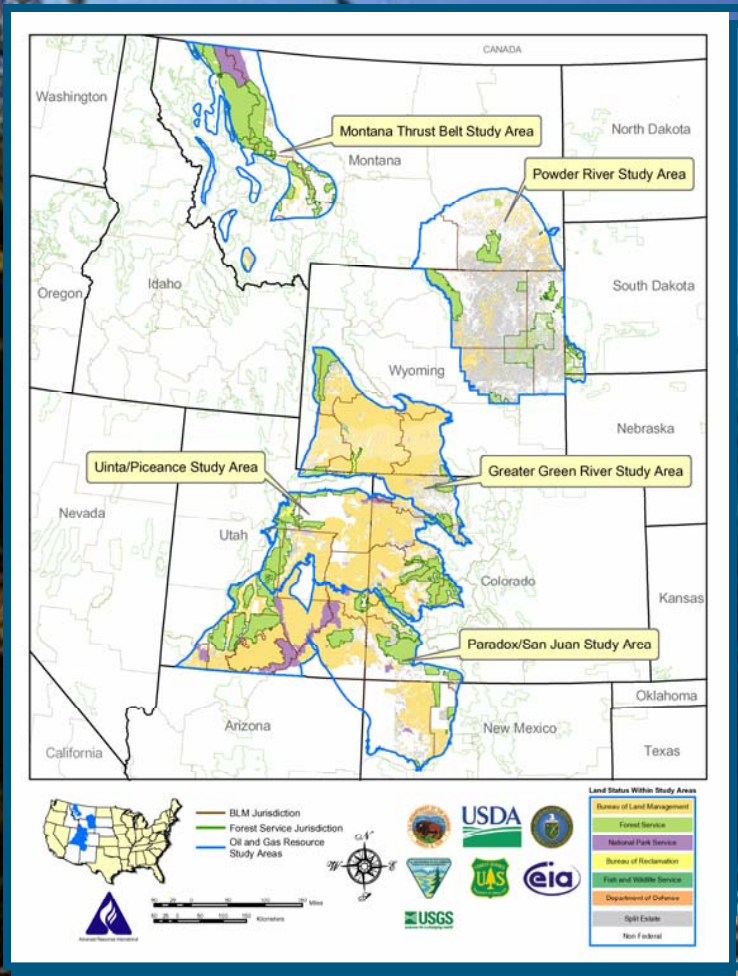 CANADA
Washington
Montana Thrust Belt Study Area
North Dakota
Montana
Powder River Study Area
Idaho
Oregon
South Dakota
Wyoming
Nebraska
Uinta/Piceance Study Area
Greater Green River Study Area
Nevada
Utah
Colorado
Kansas
Paradox/San Juan Study Area
Oklahoma
Arizona
New Mexico
California
Texas
BLM Jurisdiction
Forest Service Jurisdiction
Oil and Gas Resource
Study Areas
N
W
E
S
Miles
Kilometers
Advanced Resources International
USDA
UAS
eia
USGS
Land Status Within Study Areas
Bureau of Land Management
Forest Service
National Park Service
Bureau of Reclamation
Fish and Wildlife Service
Department of Defense
Split Estate
Non Federal